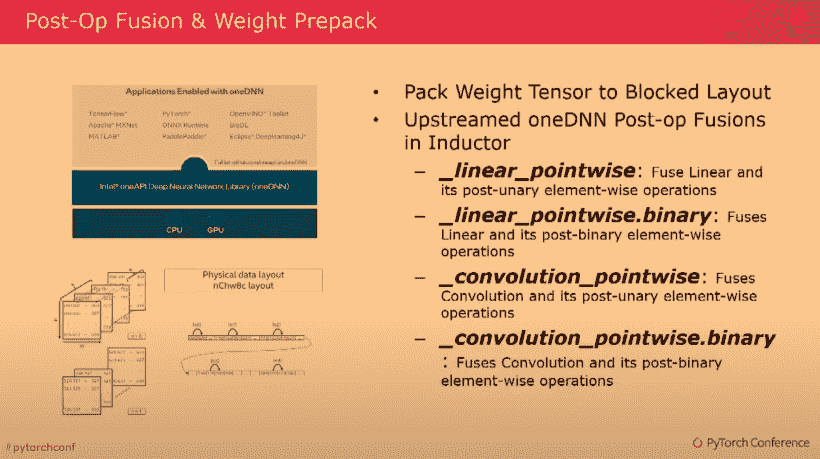 Post-Op Fusion & Weight Prepack
Applications Enabled with oneDNN
TensorFlow* PyTorch* OpenVINO* Toolkit
Apache* MXNet ONNX Runtime BigDL
MATLAB* PaddlePaddle* Eclipse* Deeplearning4J*
Intel® oneAPI Deep Neural Network Library (oneDNN)
CPU GPU
Physical data layout
nChw8c layout
• Pack Weight Tensor to Blocked Layout
• Upstreamed oneDNN Post-op Fusions
in Inductor
– _linear_pointwise: Fuse Linear and
its post-unary element-wise operations
– _linear_pointwise.binary: Fuses
Linear and its post-binary element-wise
operations
– _convolution_pointwise: Fuses
Convolution and its post-unary element-wise
operations
– _convolution_pointwise.binary
: Fuses Convolution and its post-binary
element-wise operations
#pytorchconf
PyTorch Conference